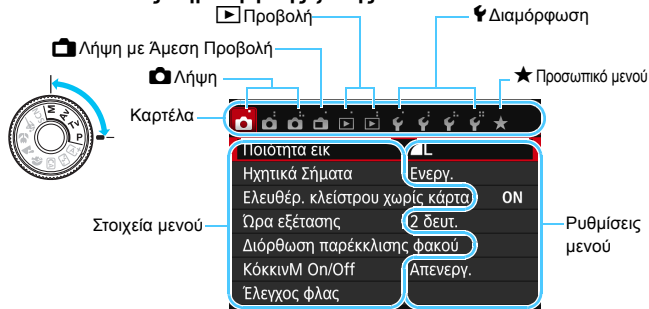 Προβολή
Διαμόρφωση
Λήψη με Άμεση Προβολή
Λήψη
Προσωπικό μενού
Καρτέλα
Ποιότητα εικ L
Ηχητικά Σήματα Ενεργ.
Ελευθέρ. κλείστρου χωρίς κάρτα ON
Ώρα εξέτασης 2 δευτ.
Διόρθωση παρέκκλισης φακού
ΚόκκινΜ On/Off Απενεργ.
Έλεγχος φλας
Στοιχεία μενού
Ρυθμίσεις
μενού
M
P